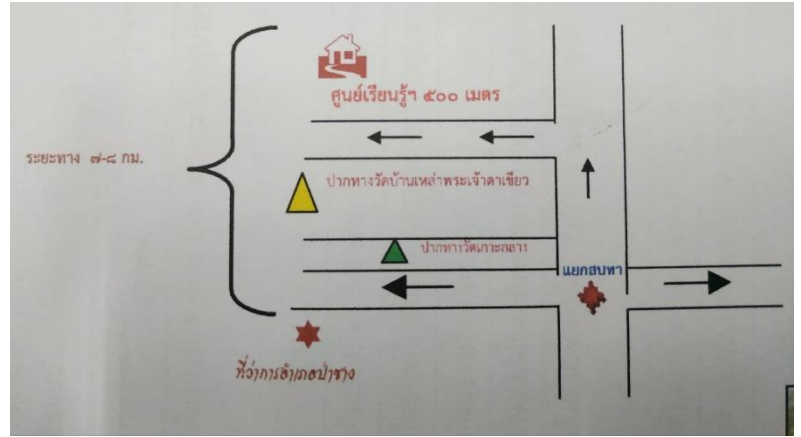 ศูนย์เรียนรู้ฯ ๕๐๐ เมตร
ระยะทาง ๗-๘ กม.
ปากทางวัดบ้านเหล่าพระเจ้าตาเขียว
ปากทางวัดเกาะกลาง
แยกสบทา
ที่ว่าการอำเภอป่าซาง